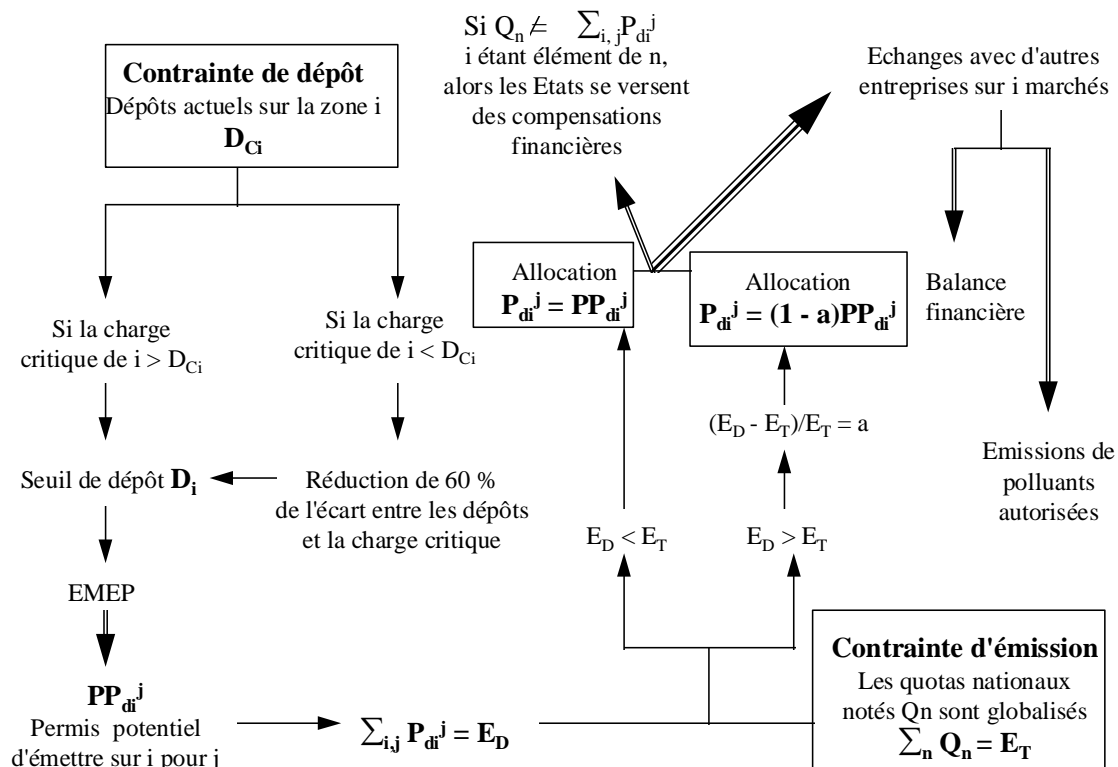 Contrainte de dépôt
Dépôts actuels sur la zone i
D_Ci
Si Q_n ≠ ∑_i, j P_di^j
i étant élément de n,
alors les Etats se versent
des compensations
financières
Echanges avec d'autres
entreprises sur i marchés
Allocation
P_di^j = PP_di^j
Allocation
P_di^j = (1 - a)PP_di^j
Balance
financière
Si la charge
critique de i > D_Ci
Si la charge
critique de i < D_Ci
(E_D - E_T)/E_T = a
Seuil de dépôt D_i
Réduction de 60 %
de l'écart entre les dépôts
et la charge critique
Emissions de
polluants
autorisées
E_D < E_T
E_D > E_T
EMEP
PP_di^j
Permis potentiel
d'émettre sur i pour j
∑_i,j P_di^j = E_D
Contrainte d'émission
Les quotas nationaux
notés Qn sont globalisés
∑_n Q_n = E_T